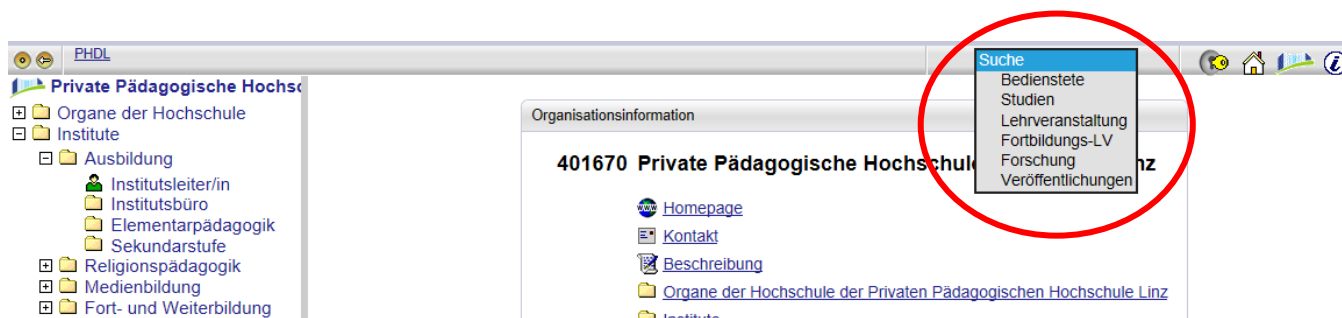 PHDL
Private Pädagogische Hochsc
Organe der Hochschule
Institute
Ausbildung
Institutsleiter/in
Institutsbüro
Elementarpädagogik
Sekundarstufe
Religionspädagogik
Medienbildung
Fort- und Weiterbildung
Suche
Bedienstete
Studien
Lehrveranstaltung
Fortbildungs-LV
Forschung
Veröffentlichungen
Organisationsinformation
401670 Private Pädagogische Hochschul nz
www Homepage
Kontakt
Beschreibung
Organe der Hochschule der Privaten Pädagogischen Hochschule Linz
Institute